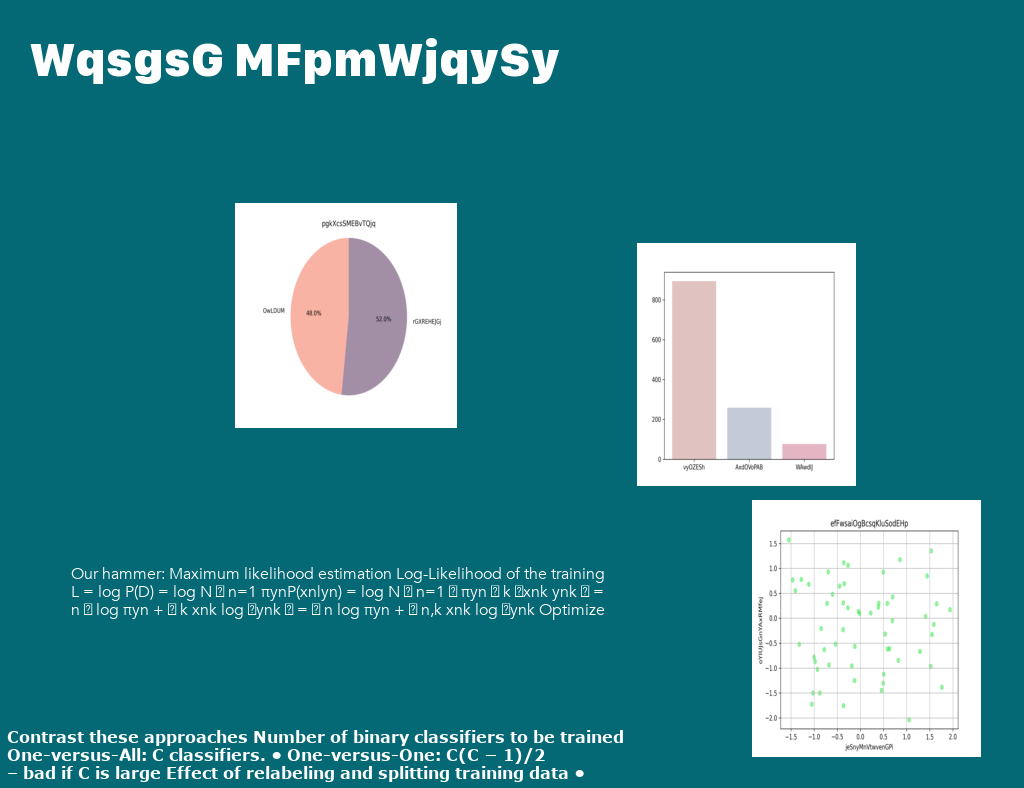 WqsgsG MFpmWjqySy
pgkXcsSMEBvTQjq
OwLDUM
48.0%
52.0%
rGXREHEJGj
800
600
400
200
0
vyOZESh
AxdOVoPAB
WAwdIJ
efFwsaiOgBcsqKluSodEHp
1.5
1.0
0.5
0.0
−0.5
−1.0
−1.5
−2.0
−1.5
−1.0
−0.5
0.0
0.5
1.0
1.5
2.0
jeSnyMnVtwvenGPi
Our hammer: Maximum likelihood estimation Log-Likelihood of the training
L = log P(D) = log N � n=1 πynP(xnlyn) = log N � n=1 � πyn � k �xnk ynk � =
n � log πyn + � k xnk log �ynk � = � n log πyn + � n,k xnk log �ynk Optimize
Contrast these approaches Number of binary classifiers to be trained
One-versus-All: C classifiers. • One-versus-One: C(C − 1)/2
– bad if C is large Effect of relabeling and splitting training data •